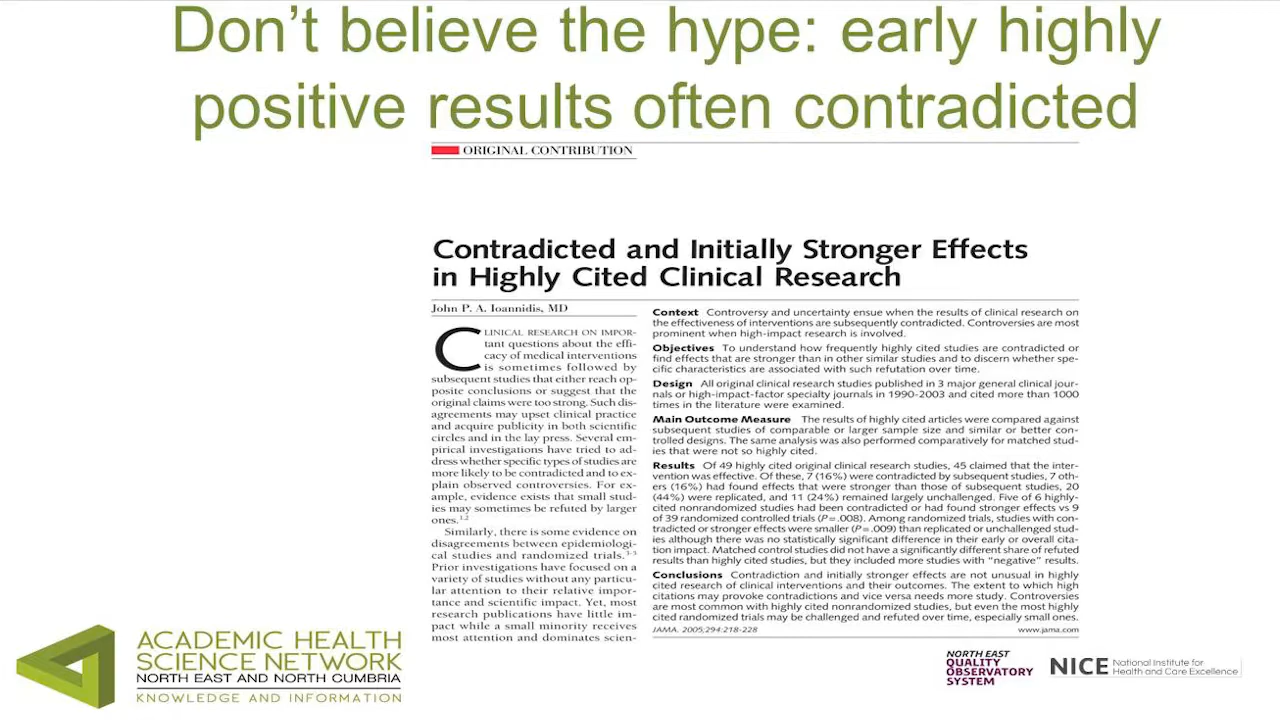 Don’t believe the hype: early highly
positive results often contradicted
ORIGINAL CONTRIBUTION
Contradicted and Initially Stronger Effects
in Highly Cited Clinical Research
John P. A. Ioannidis, MD
CLINICAL RESEARCH ON IMPOR-
tant questions about the effi-
cacy of medical interventions
is sometimes followed by
subsequent studies that either reach op-
posite conclusions or suggest that the
original claims were too strong. Such dis-
agreements may upset clinical practice
and acquire publicity in both scientific
circles and in the lay press. Several em-
pirical investigations have tried to ad-
dress whether specific types of studies are
more likely to be contradicted and to ex-
plain observed controversies. For ex-
ample, evidence exists that small stud-
ies may sometimes be refuted by larger
ones.1,2
Similarly, there is some evidence on
disagreements between epidemiologi-
cal studies and randomized trials.3-5
Prior investigations have focused on a
variety of studies without any particu-
lar attention to their relative impor-
tance and scientific impact. Yet, most
research publications have little im-
pact while a small minority receives
most attention and dominates scien-
Context Controversy and uncertainty ensue when the results of clinical research on
the effectiveness of interventions are subsequently contradicted. Controversies are most
prominent when high-impact research is involved.
Objectives To understand how frequently highly cited studies are contradicted or
find effects that are stronger than in other similar studies and to discern whether spe-
cific characteristics are associated with such refutation over time.
Design All original clinical research studies published in 3 major general clinical jour-
nals or high-impact-factor specialty journals in 1990-2003 and cited more than 1000
times in the literature were examined.
Main Outcome Measure The results of highly cited articles were compared against
subsequent studies of comparable or larger sample size and similar or better con-
trolled designs. The same analysis was also performed comparatively for matched stud-
ies that were not so highly cited.
Results Of 49 highly cited original clinical research studies, 45 claimed that the inter-
vention was effective. Of these, 7 (16%) were contradicted by subsequent studies, 7 oth-
ers (16%) had found effects that were stronger than those of subsequent studies, 20
(44%) were replicated, and 11 (24%) remained largely unchallenged. Five of 6 highly-
cited nonrandomized studies had been contradicted or had found stronger effects vs 9
of 39 randomized controlled trials (P=.008). Among randomized trials, studies with con-
tradicted or stronger effects were smaller (P=.009) than replicated or unchallenged stud-
ies although there was no statistically significant difference in their early or overall cita-
tion impact. Matched control studies did not have a significantly different share of refuted
results than highly cited studies, but they included more studies with “negative” results.
Conclusions Contradiction and initially stronger effects are not unusual in highly
cited research of clinical interventions and their outcomes. The extent to which high
citations may provoke contradictions and vice versa needs more study. Controversies
are most common with highly cited nonrandomized studies, but even the most highly
cited randomized trials may be challenged and refuted over time, especially small ones.
JAMA. 2005;294:218-228 www.jama.com
ACADEMIC HEALTH
SCIENCE NETWORK
NORTH EAST AND NORTH CUMBRIA
KNOWLEDGE AND INFORMATION
NORTH EAST
QUALITY
OBSERVATORY
SYSTEM
NICE National Institute for
Health and Care Excellence